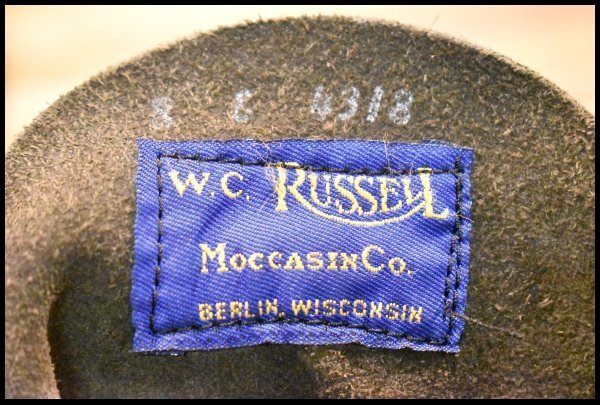 8 E 4318
W.C. RUSSELL
MOCCASIN CO.
BERLIN, WISCONSIN